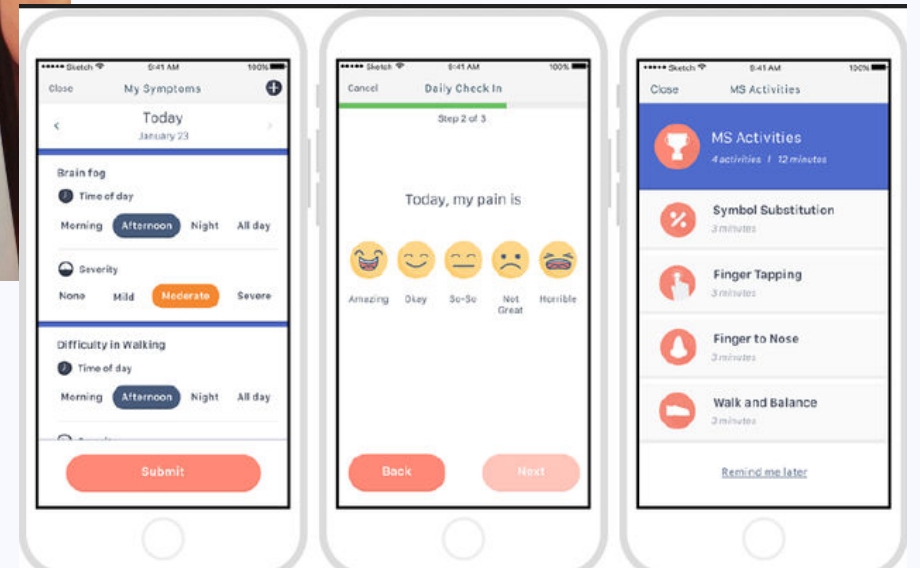 Sketch 9:41 AM 100%
Close My Symptoms
Today
January 23
Brain fog
Time of day
Morning Afternoon Night All day
Severity
None Mild Moderate Severe
Difficulty in Walking
Time of day
Morning Afternoon Night All day
Submit
Sketch 9:41 AM 100%
Cancel Daily Check In
Step 2 of 3
Today, my pain is
Amazing Okay So-So Not Great Horrible
Back Next
Sketch 9:41 AM 100%
Close MS Activities
MS Activities
4 activities | 12 minutes
Symbol Substitution
3 minutes
Finger Tapping
3 minutes
Finger to Nose
3 minutes
Walk and Balance
3 minutes
Remind me later